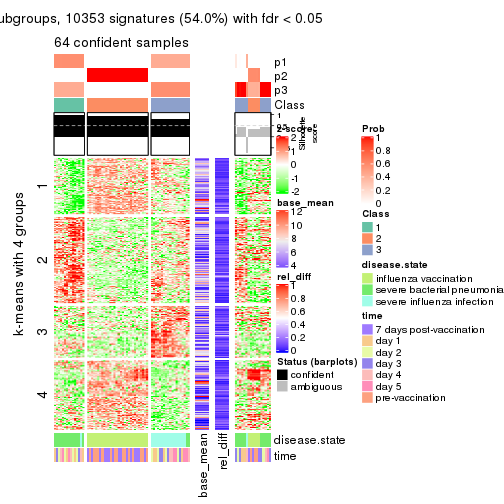 ubgroups, 10353 signatures (54.0%) with fdr < 0.05
64 confident samples
p1
p2
p3
Class
Silhouette
score
z-score
2
1
0
-1
-2
base_mean
12
10
8
6
4
rel_diff
1
0.8
0.6
0.4
0.2
0
Status (barplots)
confident
ambiguous
Prob
1
0.8
0.6
0.4
0.2
0
Class
1
2
3
disease.state
influenza vaccination
severe bacterial pneumonia
severe influenza infection
time
7 days post-vaccination
day 1
day 2
day 3
day 4
day 5
pre-vaccination
k-means with 4 groups
1
2
3
4
disease.state
time
base_mean
rel_diff